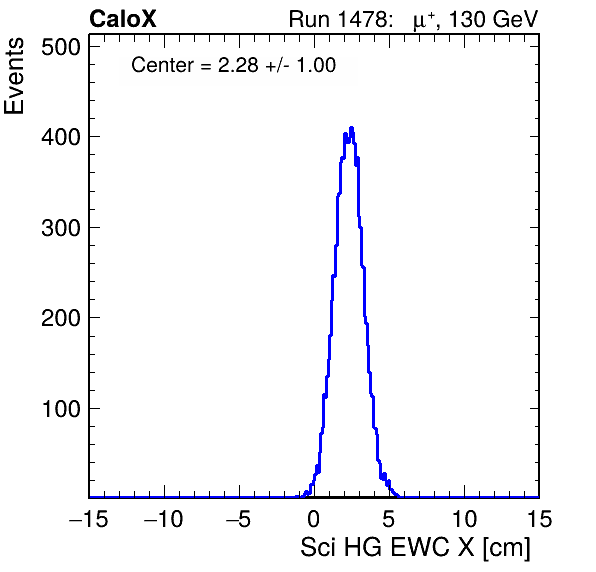 CaloX Run 1478: μ⁺, 130 GeV
Events
Center = 2.28 +/- 1.00
500
400
300
200
100
−15 −10 −5 0 5 10 15
Sci HG EWC X [cm]